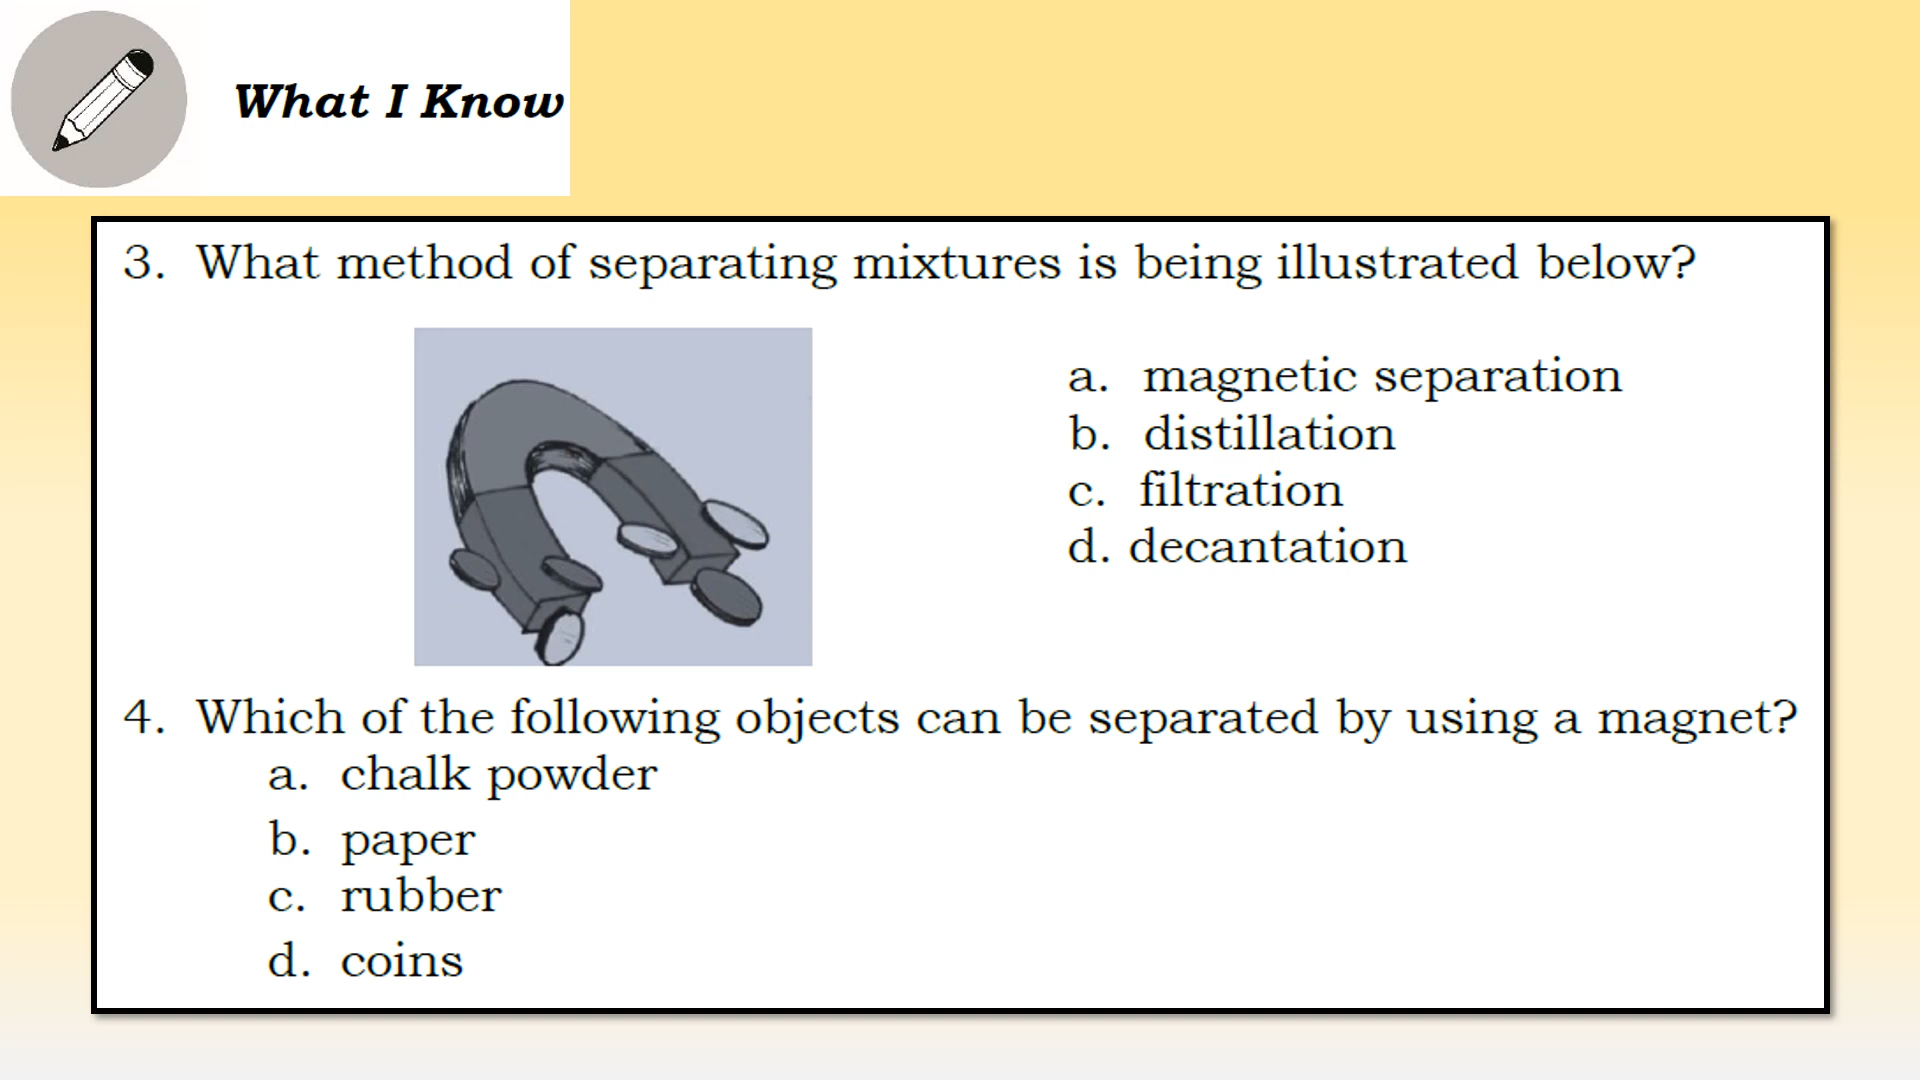 What I Know
3. What method of separating mixtures is being illustrated below?
a. magnetic separation
b. distillation
c. filtration
d. decantation
4. Which of the following objects can be separated by using a magnet?
a. chalk powder
b. paper
c. rubber
d. coins